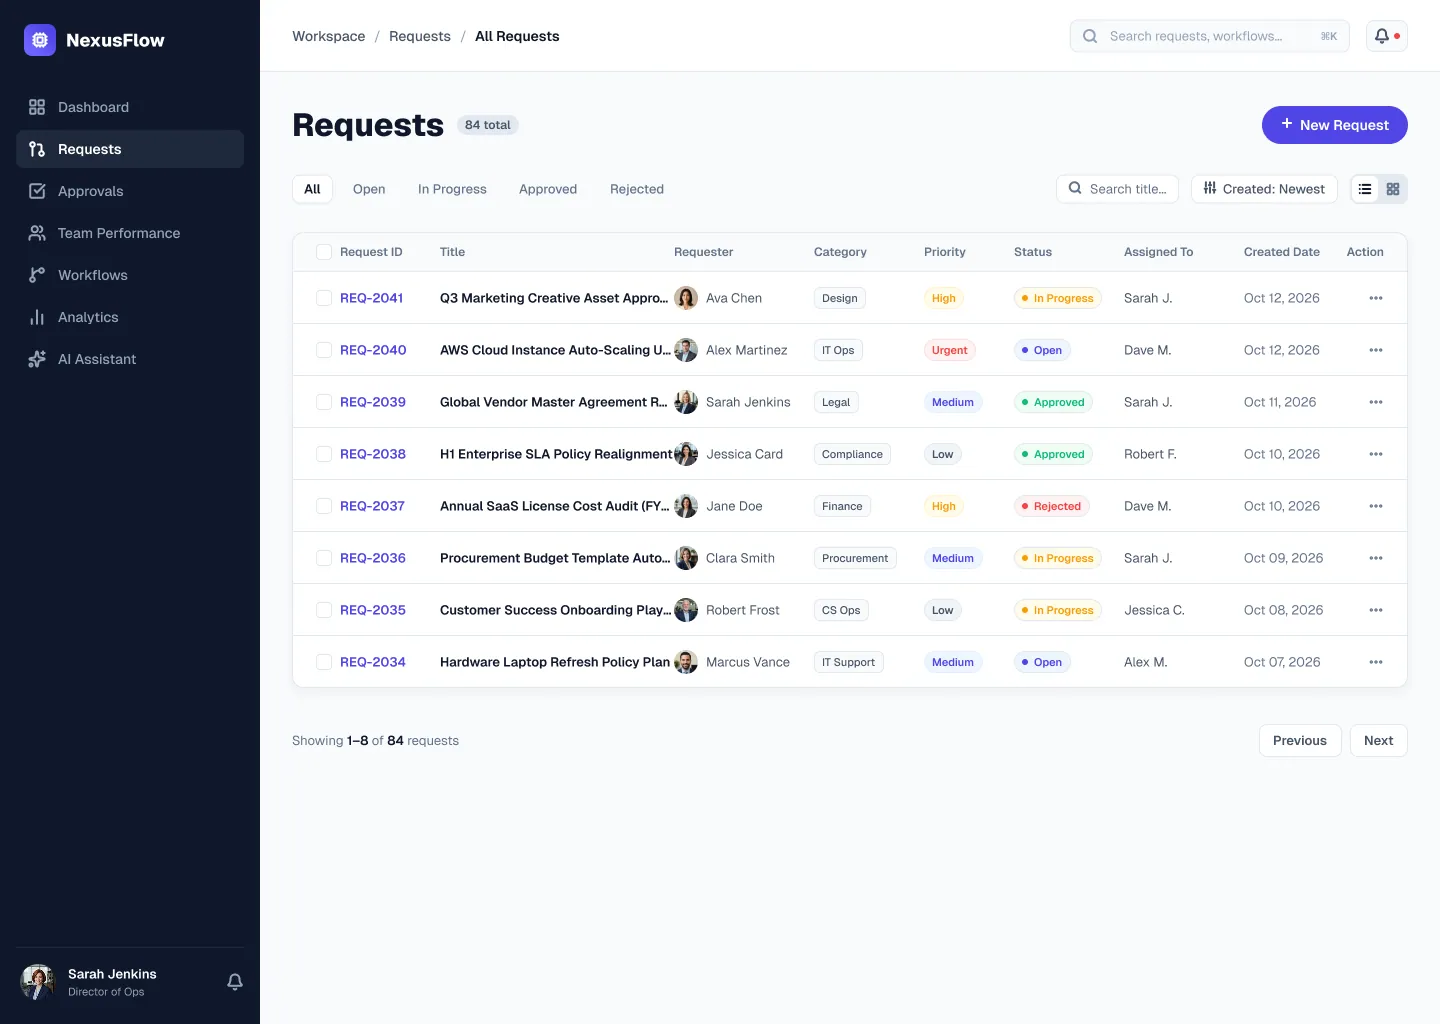 NexusFlow
Dashboard
Requests
Approvals
Team Performance
Workflows
Analytics
AI Assistant
Sarah Jenkins
Director of Ops
Workspace / Requests / All Requests
Search requests, workflows... ⌘K
Requests 84 total
+ New Request
All Open In Progress Approved Rejected
Search title... Created: Newest
Request ID Title Requester Category Priority Status Assigned To Created Date Action
REQ-2041 Q3 Marketing Creative Asset Appro... Ava Chen Design High In Progress Sarah J. Oct 12, 2026 •••
REQ-2040 AWS Cloud Instance Auto-Scaling U... Alex Martinez IT Ops Urgent Open Dave M. Oct 12, 2026 •••
REQ-2039 Global Vendor Master Agreement R... Sarah Jenkins Legal Medium Approved Sarah J. Oct 11, 2026 •••
REQ-2038 H1 Enterprise SLA Policy Realignment Jessica Card Compliance Low Approved Robert F. Oct 10, 2026 •••
REQ-2037 Annual SaaS License Cost Audit (FY... Jane Doe Finance High Rejected Dave M. Oct 10, 2026 •••
REQ-2036 Procurement Budget Template Auto... Clara Smith Procurement Medium In Progress Sarah J. Oct 09, 2026 •••
REQ-2035 Customer Success Onboarding Play... Robert Frost CS Ops Low In Progress Jessica C. Oct 08, 2026 •••
REQ-2034 Hardware Laptop Refresh Policy Plan Marcus Vance IT Support Medium Open Alex M. Oct 07, 2026 •••
Showing 1–8 of 84 requests
Previous Next